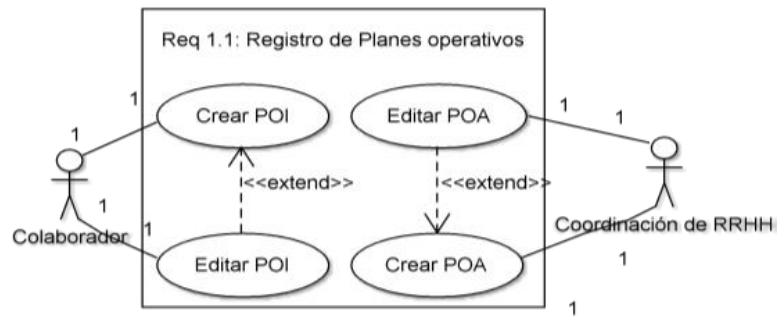 Req 1.1: Registro de Planes operativos
1
1
Crear POI
Editar POA
1
1
<<extend>>
<<extend>>
Colaborador
1
1
Editar POI
Crear POA
Coordinación de RRHH
1
1